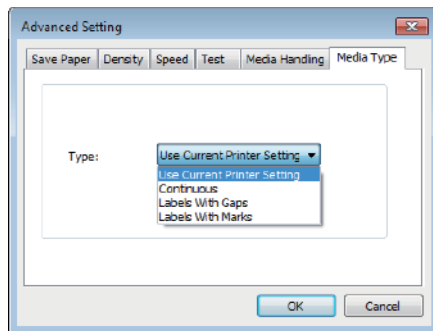 Advanced Setting
Save Paper Density Speed Test Media Handling Media Type
Type: Use Current Printer Setting
Use Current Printer Setting
Continuous
Labels With Gaps
Labels With Marks
OK Cancel